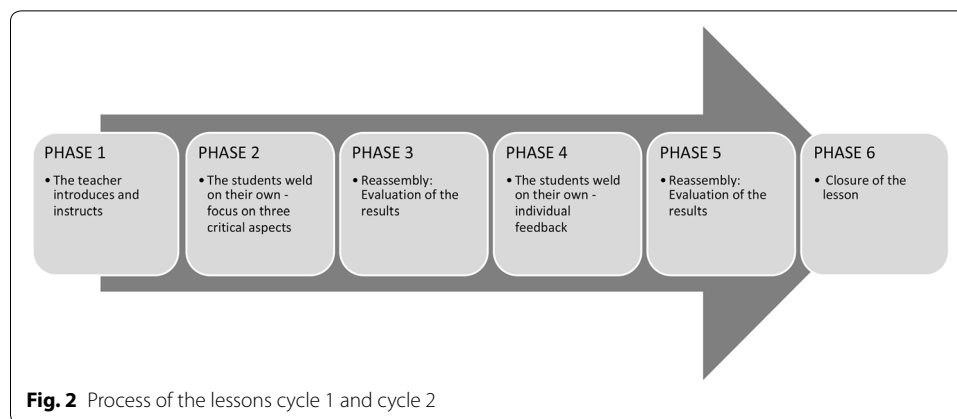 PHASE 1
• The teacher
introduces and
instructs
PHASE 2
• The students weld
on their own -
focus on three
critical aspects
PHASE 3
• Reassembly:
Evaluation of the
results
PHASE 4
• The students weld
on their own -
individual
feedback
PHASE 5
• Reassembly:
Evaluation of the
results
PHASE 6
• Closure of the
lesson
Fig. 2 Process of the lessons cycle 1 and cycle 2